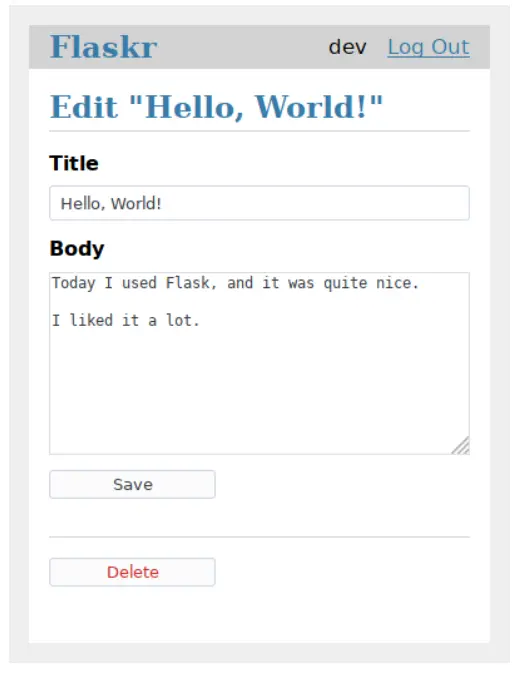 Flaskr dev Log Out
Edit "Hello, World!"
Title
Hello, World!
Body
Today I used Flask, and it was quite nice.
I liked it a lot.
Save
Delete